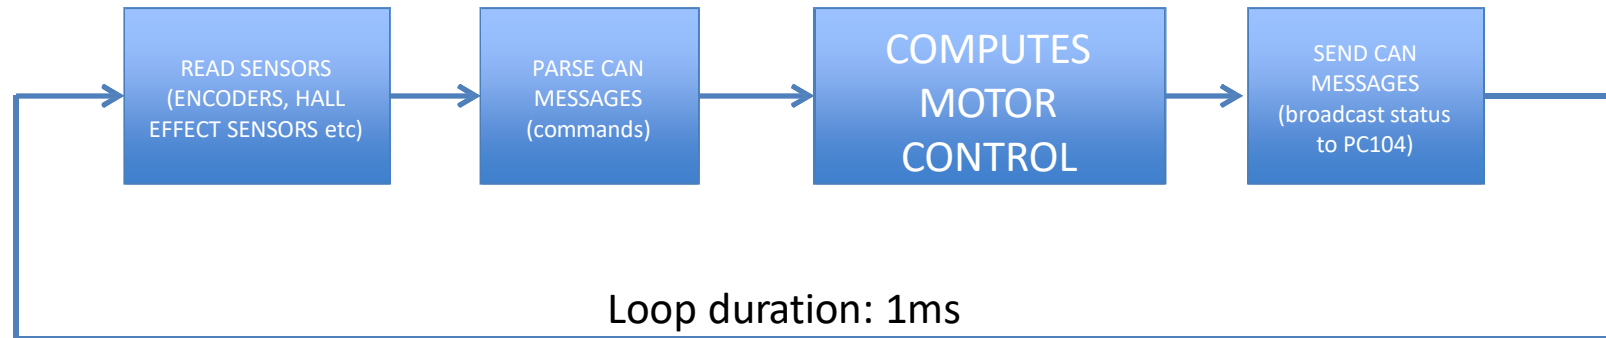 READ SENSORS
(ENCODERS, HALL
EFFECT SENSORS etc)
PARSE CAN
MESSAGES
(commands)
COMPUTES
MOTOR
CONTROL
SEND CAN
MESSAGES
(broadcast status
to PC104)
Loop duration: 1ms